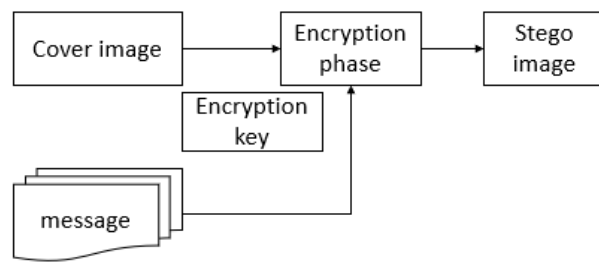 Cover image
Encryption
phase
Stego
image
Encryption
key
message